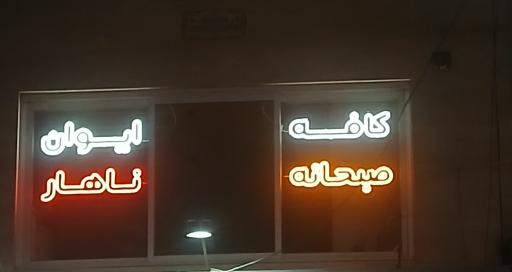 کافه ایوان
صبحانه ناهار